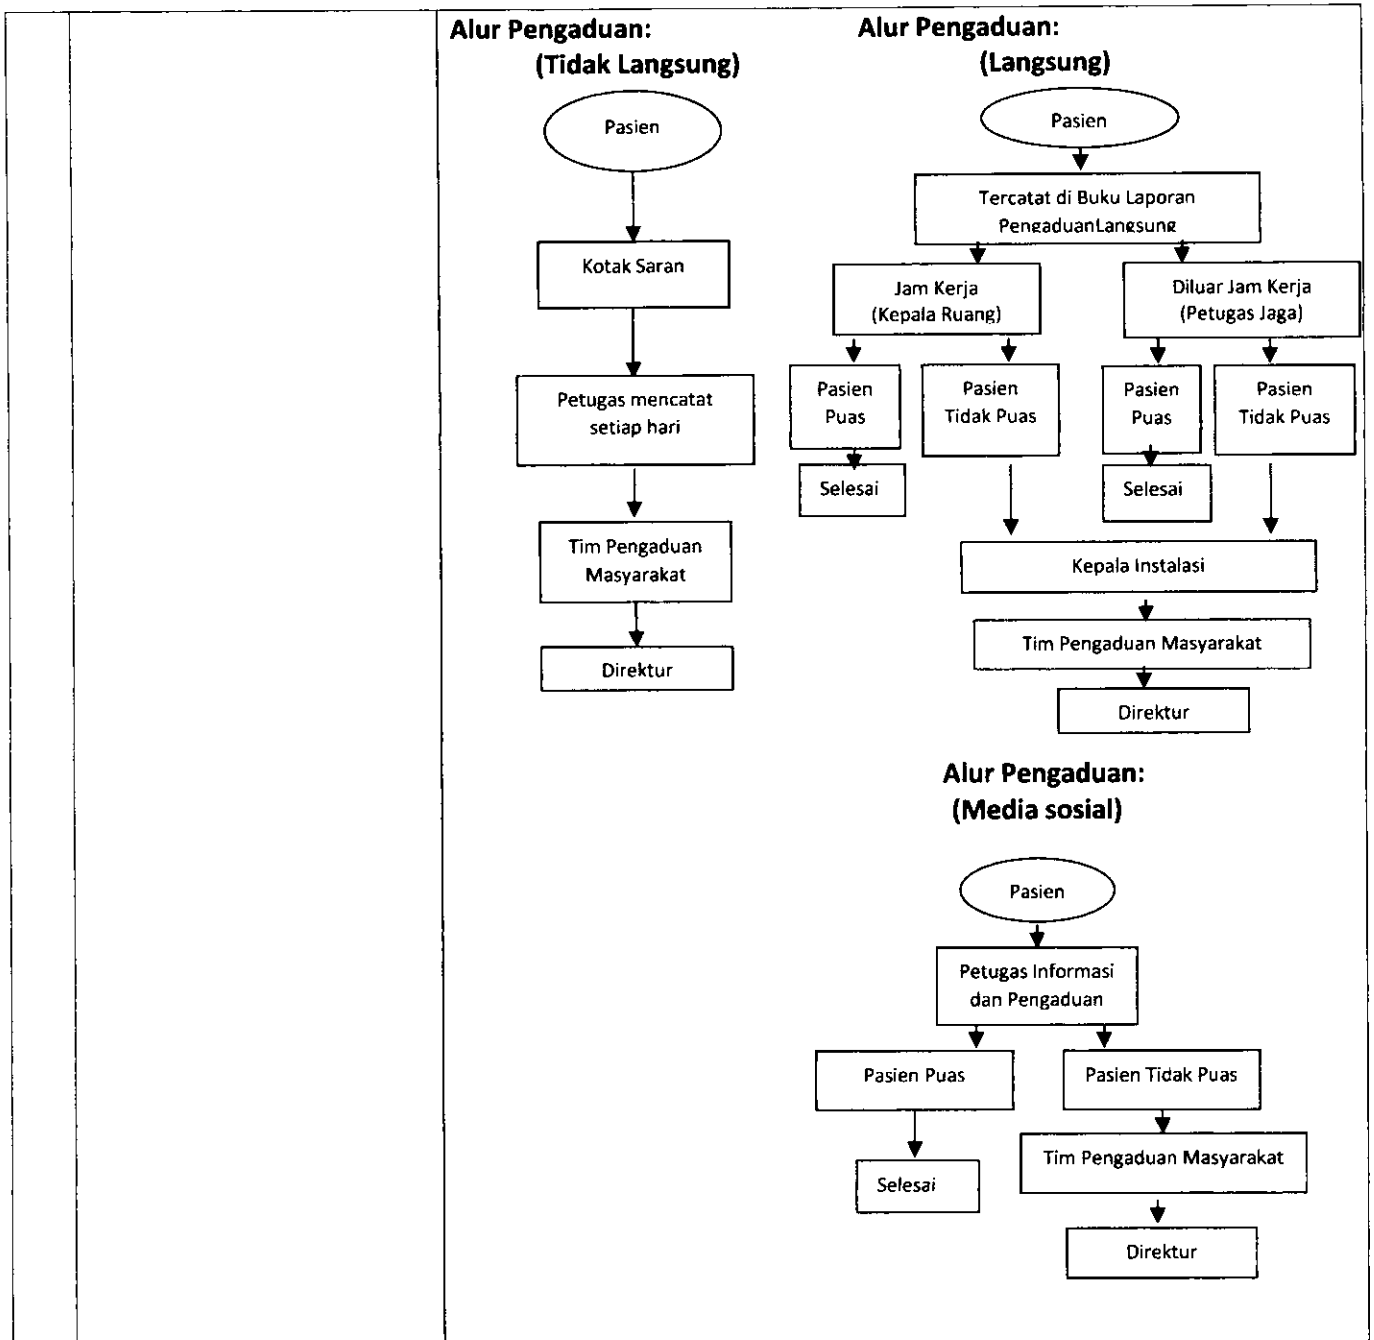 Alur Pengaduan:
(Tidak Langsung)
Pasien
Kotak Saran
Petugas mencatat
setiap hari
Tim Pengaduan
Masyarakat
Direktur
Alur Pengaduan:
(Langsung)
Pasien
Tercatat di Buku Laporan
PengaduanLangsung
Jam Kerja
(Kepala Ruang)
Diluar Jam Kerja
(Petugas Jaga)
Pasien
Puas
Pasien
Tidak Puas
Pasien
Puas
Pasien
Tidak Puas
Selesai
Selesai
Kepala Instalasi
Tim Pengaduan Masyarakat
Direktur
Alur Pengaduan:
(Media sosial)
Pasien
Petugas Informasi
dan Pengaduan
Pasien Puas
Pasien Tidak Puas
Selesai
Tim Pengaduan Masyarakat
Direktur